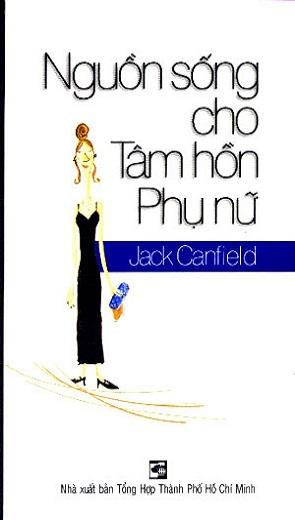 Nguồn sống
cho
Tâm hồn
Phụ nữ
Jack Canfield
Nhà xuất bản Tổng Hợp Thành Phố Hồ Chí Minh